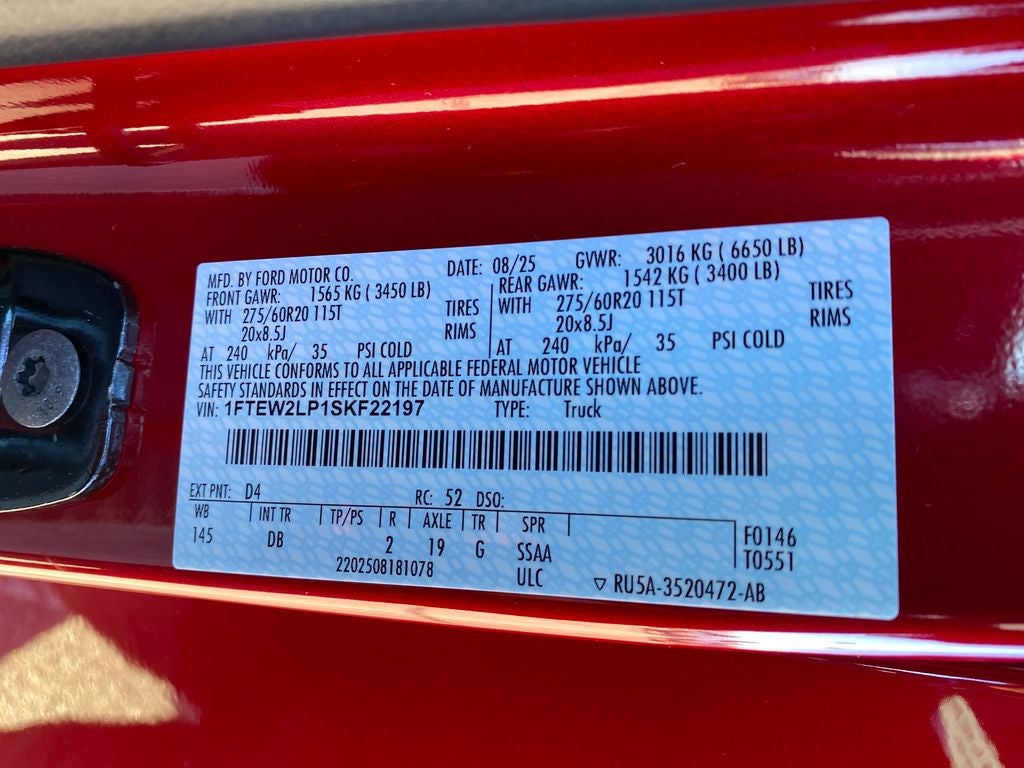 MFD. BY FORD MOTOR CO. DATE: 08/25 GVWR: 3016 KG ( 6650 LB)
FRONT GAWR: 1565 KG ( 3450 LB) REAR GAWR: 1542 KG ( 3400 LB)
WITH 275/60R20 115T TIRES WITH 275/60R20 115T TIRES
20x8.5J RIMS 20x8.5J RIMS
AT 240 kPa/ 35 PSI COLD AT 240 kPa/ 35 PSI COLD
THIS VEHICLE CONFORMS TO ALL APPLICABLE FEDERAL MOTOR VEHICLE
SAFETY STANDARDS IN EFFECT ON THE DATE OF MANUFACTURE SHOWN ABOVE.
VIN: 1FTEW2LP1SKF22197 TYPE: Truck
EXT PNT: D4 RC: 52 DSO:
WB INT TR TP/PS R AXLE TR SPR F0146
145 DB 2 19 G SSAA T0551
2202508181078 ULC ▽ RU5A-3520472-AB